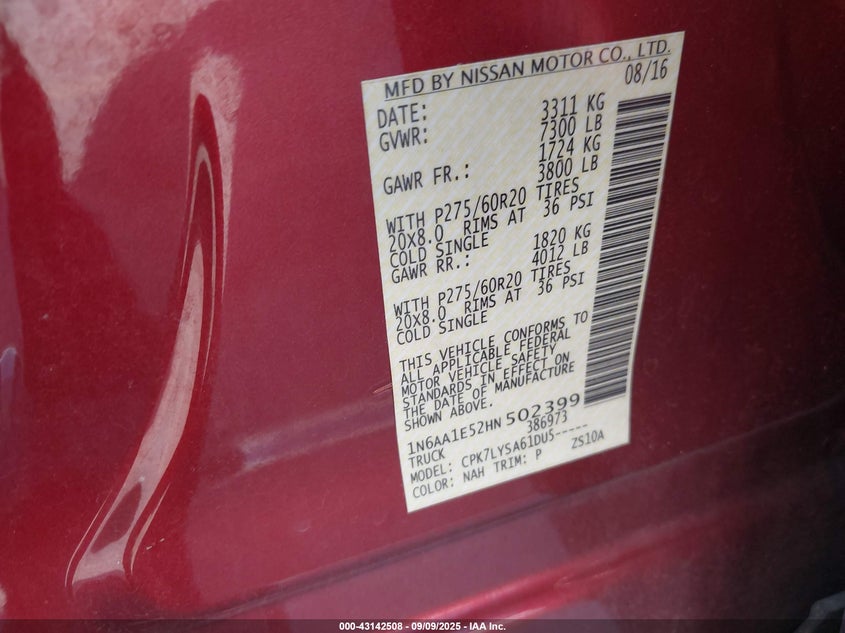 MFD BY NISSAN MOTOR CO., LTD.
DATE: 08/16
GVWR: 3311 KG
7300 LB
GAWR FR.: 1724 KG
3800 LB
WITH P275/60R20 TIRES
20X8.0 RIMS AT 36 PSI
COLD SINGLE
GAWR RR.: 1820 KG
4012 LB
WITH P275/60R20 TIRES
20X8.0 RIMS AT 36 PSI
COLD SINGLE
THIS VEHICLE CONFORMS TO
ALL APPLICABLE FEDERAL
MOTOR VEHICLE SAFETY
STANDARDS IN EFFECT ON
THE DATE OF MANUFACTURE
SHOWN ABOVE.
1N6AA1E52HN502399
TRUCK 386973
MODEL: CPK7LYSA61DUS-----
COLOR: NAH TRIM: P ZS10A
000-43142508 - 09/09/2025 - IAA Inc.